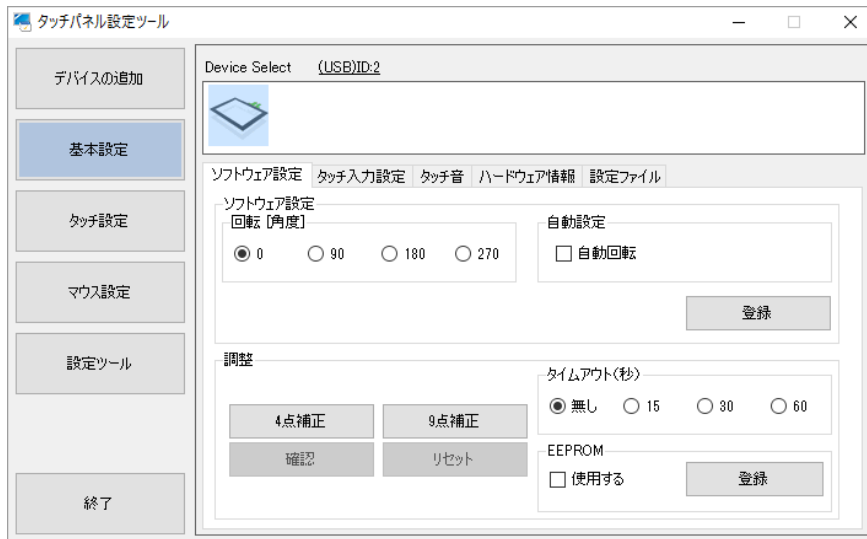 タッチパネル設定ツール
デバイスの追加
基本設定
タッチ設定
マウス設定
設定ツール
終了
Device Select (USB)ID:2
ソフトウェア設定 タッチ入力設定 タッチ音 ハードウェア情報 設定ファイル
ソフトウェア設定
回転 [角度]
0 90 180 270
自動設定
自動回転
登録
調整
4点補正 9点補正
確認 リセット
タイムアウト(秒)
無し 15 30 60
EEPROM
使用する 登録